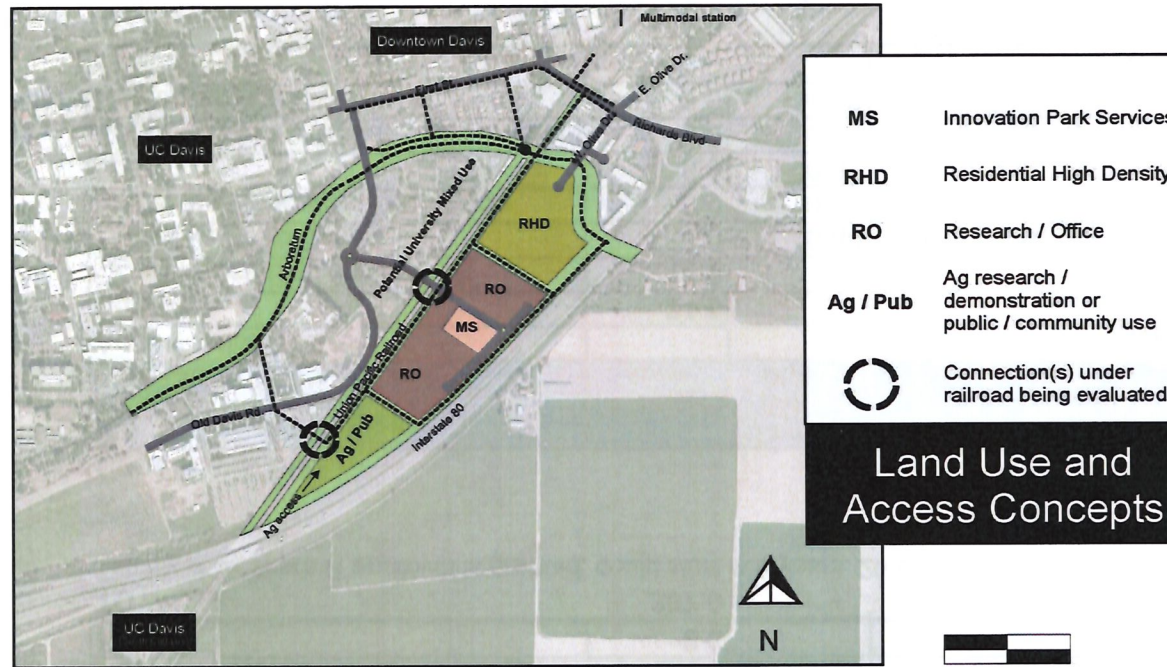 Multimodal station
Downtown Davis
First St.
E. Olive Dr.
Richards Blvd
UC Davis
Potential University Mixed Use
Arboretum
RHD
RO
MS
RO
Union Pacific Railroad
Old Davis Rd.
Ag / Pub
Interstate 80
Ag access
UC Davis
N
MS Innovation Park Services
RHD Residential High Density
RO Research / Office
Ag / Pub Ag research /
demonstration or
public / community use
Connection(s) under
railroad being evaluated
Land Use and
Access Concepts